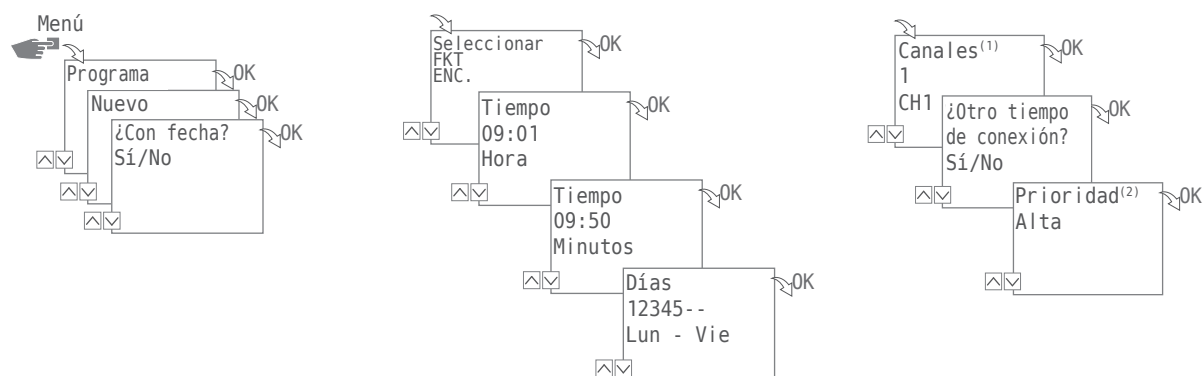 Menú
Programa
OK
Nuevo
OK
¿Con fecha?
OK
Sí/No
Seleccionar
OK
FKT
ENC.
Tiempo
OK
09:01
Hora
Tiempo
OK
09:50
Minutos
Días
OK
12345--
Lun - Vie
Canales(1)
OK
1
CH1
¿Otro tiempo
OK
de conexión?
Sí/No
Prioridad(2)
OK
Alta